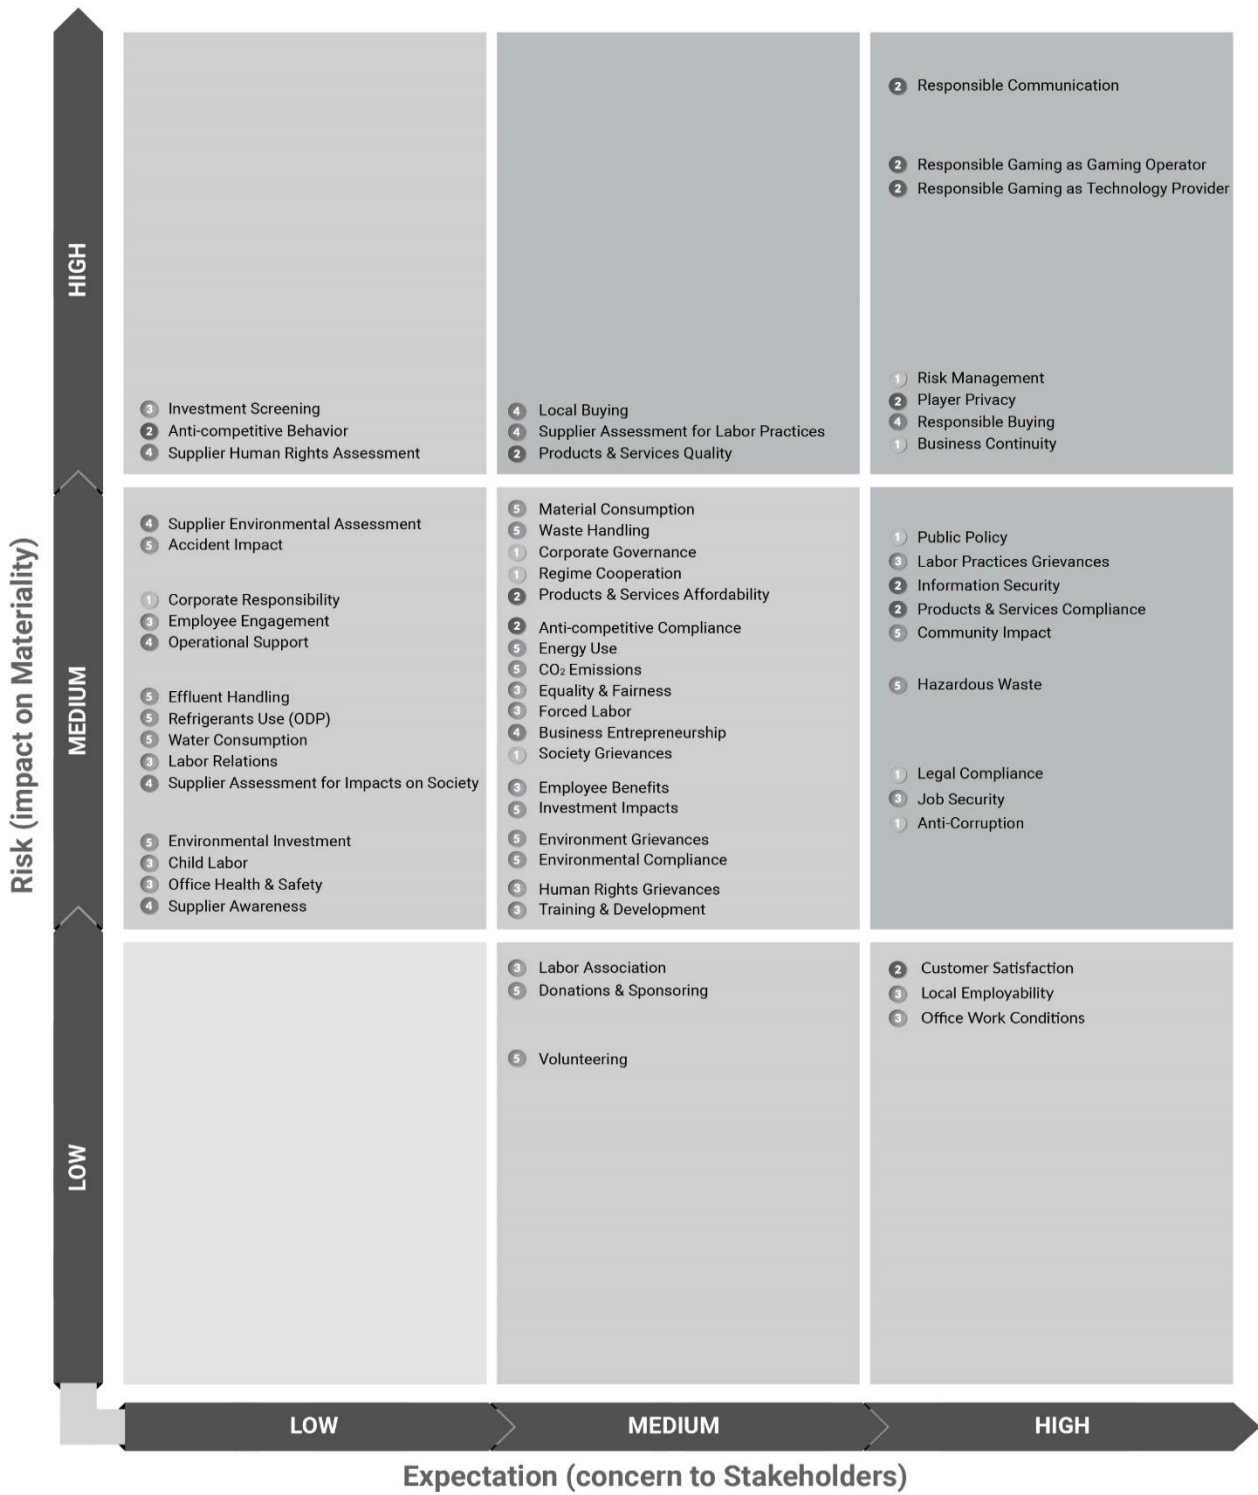 HIGH
MEDIUM
LOW
Risk (impact on Materiality)
3 Investment Screening
2 Anti-competitive Behavior
4 Supplier Human Rights Assessment
4 Local Buying
4 Supplier Assessment for Labor Practices
2 Products & Services Quality
2 Responsible Communication
2 Responsible Gaming as Gaming Operator
2 Responsible Gaming as Technology Provider
1 Risk Management
2 Player Privacy
4 Responsible Buying
1 Business Continuity
4 Supplier Environmental Assessment
5 Accident Impact
1 Corporate Responsibility
3 Employee Engagement
4 Operational Support
5 Effluent Handling
5 Refrigerants Use (ODP)
5 Water Consumption
3 Labor Relations
4 Supplier Assessment for Impacts on Society
5 Environmental Investment
3 Child Labor
3 Office Health & Safety
4 Supplier Awareness
5 Material Consumption
5 Waste Handling
1 Corporate Governance
1 Regime Cooperation
2 Products & Services Affordability
2 Anti-competitive Compliance
5 Energy Use
5 CO₂ Emissions
3 Equality & Fairness
3 Forced Labor
4 Business Entrepreneurship
1 Society Grievances
3 Employee Benefits
5 Investment Impacts
5 Environment Grievances
5 Environmental Compliance
3 Human Rights Grievances
3 Training & Development
1 Public Policy
3 Labor Practices Grievances
2 Information Security
2 Products & Services Compliance
5 Community Impact
5 Hazardous Waste
1 Legal Compliance
3 Job Security
1 Anti-Corruption
3 Labor Association
5 Donations & Sponsoring
5 Volunteering
2 Customer Satisfaction
3 Local Employability
3 Office Work Conditions
LOW
MEDIUM
HIGH
Expectation (concern to Stakeholders)